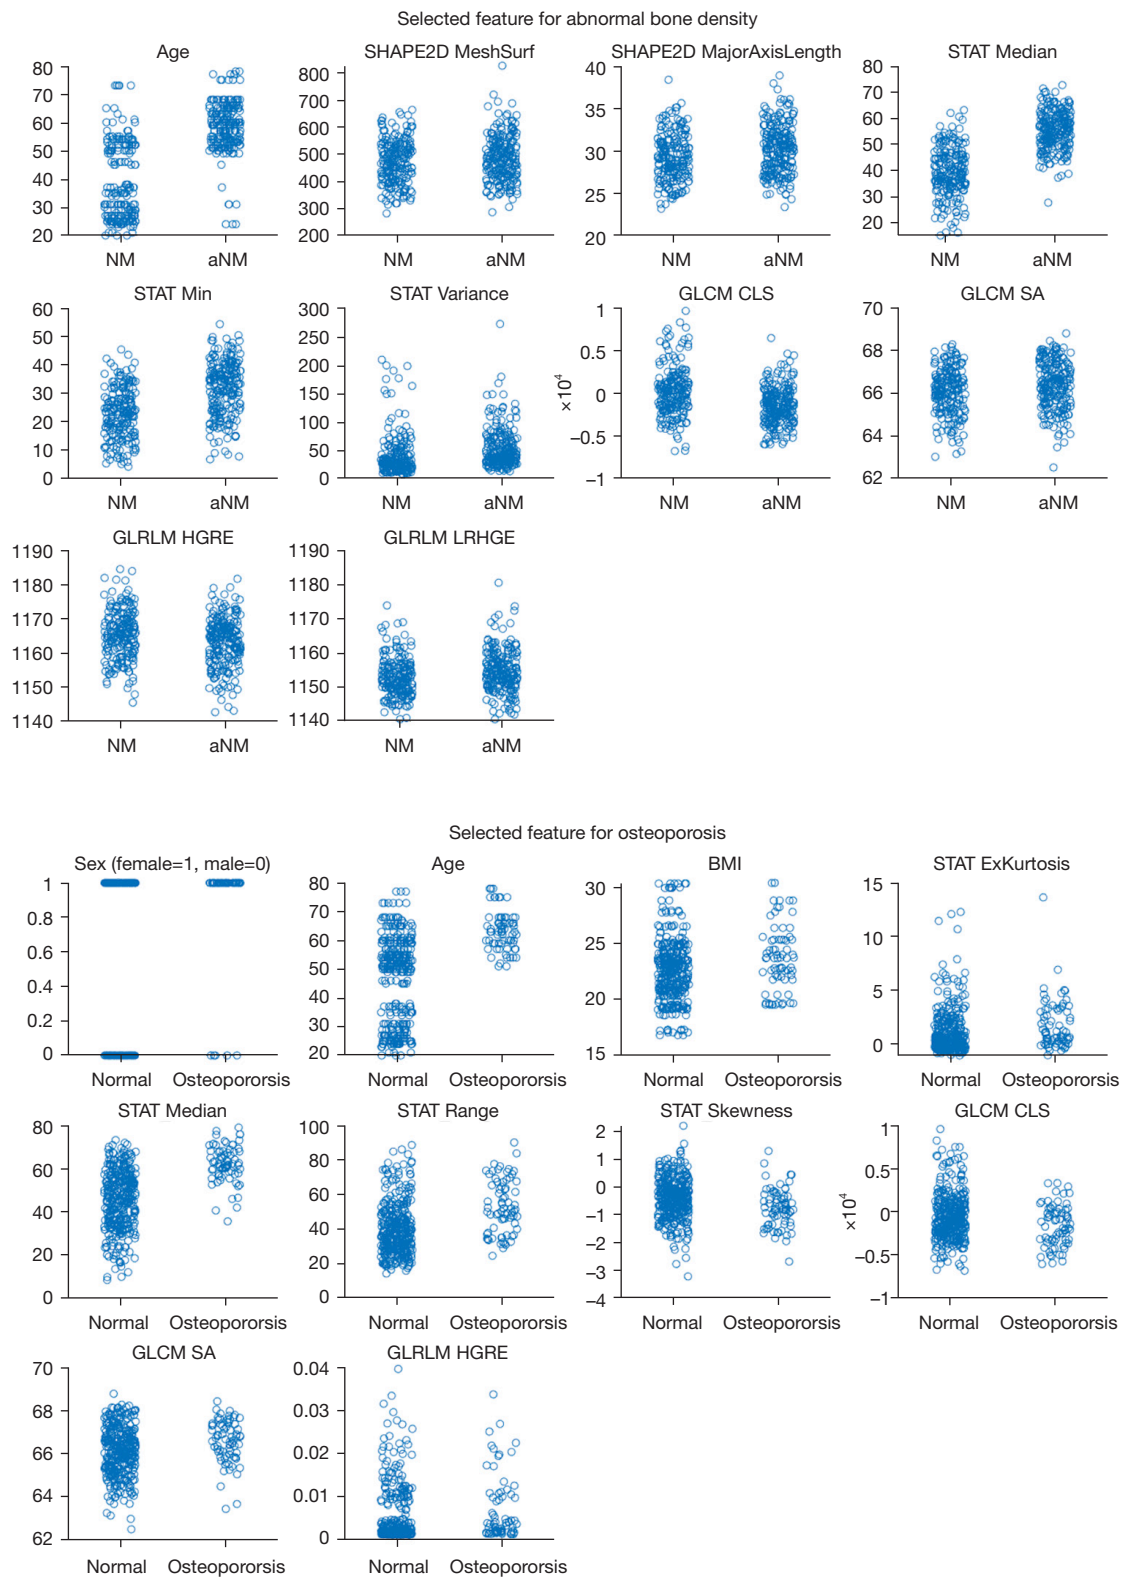 Selected feature for abnormal bone density
Age
SHAPE2D MeshSurf
SHAPE2D MajorAxisLength
STAT Median
80
70
60
50
40
30
20
NM
aNM
800
700
600
500
400
300
200
NM
aNM
40
35
30
25
20
NM
aNM
80
70
60
50
40
30
20
NM
aNM
STAT Min
STAT Variance
GLCM CLS
GLCM SA
60
50
40
30
20
10
0
NM
aNM
300
250
200
150
100
50
0
NM
aNM
×10⁴
1
0.5
0
−0.5
−1
NM
aNM
70
68
66
64
62
NM
aNM
GLRLM HGRE
GLRLM LRHGE
1190
1180
1170
1160
1150
1140
NM
aNM
1190
1180
1170
1160
1150
1140
NM
aNM
Selected feature for osteoporosis
Sex (female=1, male=0)
Age
BMI
STAT ExKurtosis
1
0.8
0.6
0.4
0.2
0
Normal
Osteopororsis
80
70
60
50
40
30
20
Normal
Osteopororsis
30
25
20
15
Normal
Osteopororsis
15
10
5
0
Normal
Osteopororsis
STAT Median
STAT Range
STAT Skewness
GLCM CLS
80
60
40
20
0
Normal
Osteopororsis
100
80
60
40
20
0
Normal
Osteopororsis
2
1
0
−1
−2
−3
−4
Normal
Osteopororsis
×10⁴
1
0.5
0
−0.5
−1
Normal
Osteopororsis
GLCM SA
GLRLM HGRE
70
68
66
64
62
Normal
Osteopororsis
0.04
0.03
0.02
0.01
0
Normal
Osteopororsis